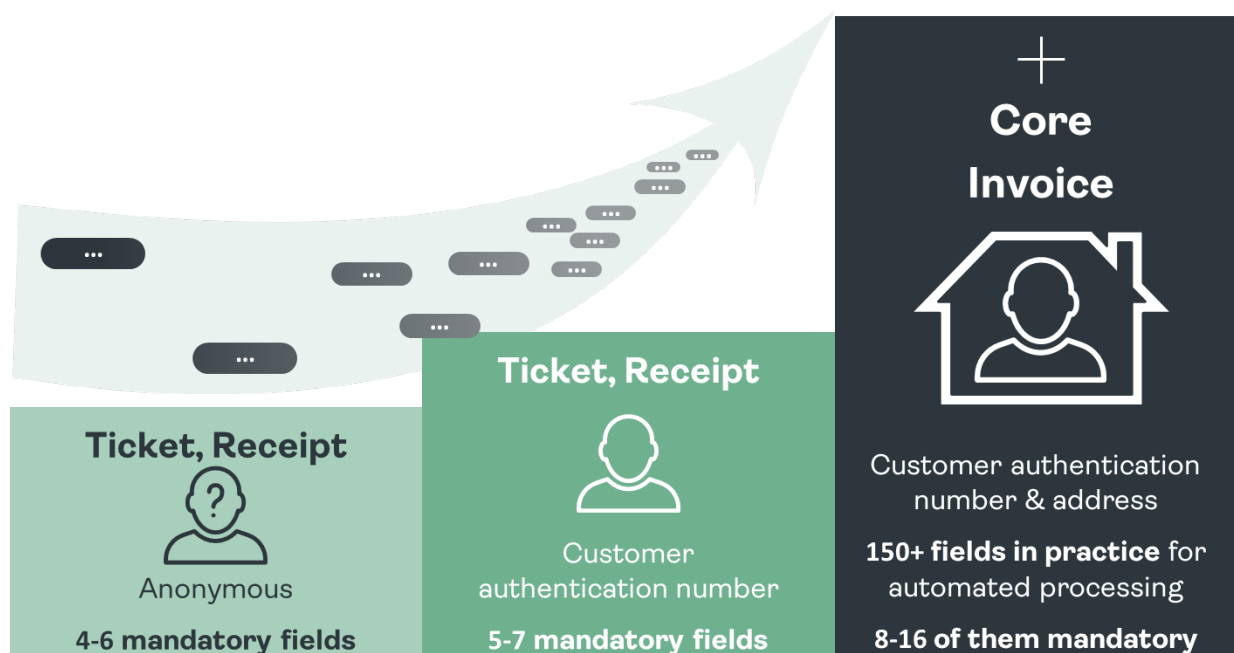 Ticket, Receipt
?
Anonymous
4-6 mandatory fields
Ticket, Receipt
Customer
authentication number
5-7 mandatory fields
+
Core
Invoice
Customer authentication
number & address
150+ fields in practice for
automated processing
8-16 of them mandatory